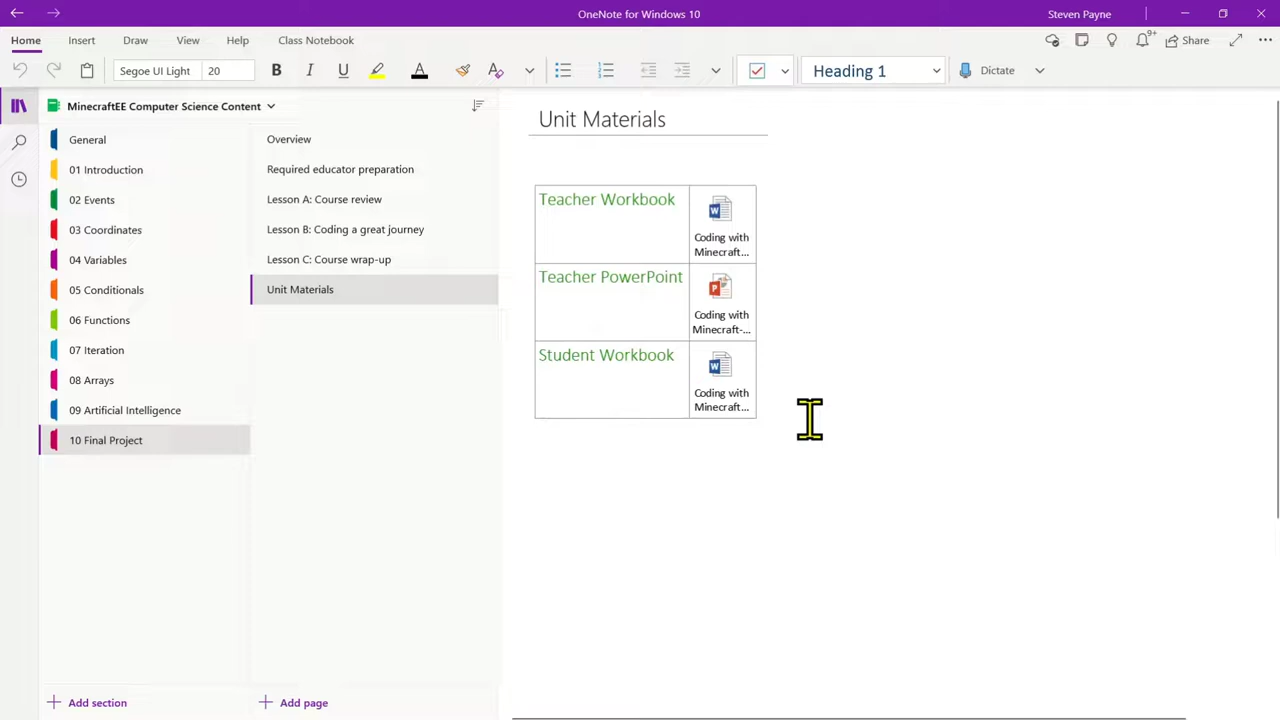 OneNote for Windows 10
Steven Payne
Home
Insert
Draw
View
Help
Class Notebook
9+
Share
Segoe UI Light
20
B
I
U
A
A
Heading 1
Dictate
MinecraftEE Computer Science Content
General
01 Introduction
02 Events
03 Coordinates
04 Variables
05 Conditionals
06 Functions
07 Iteration
08 Arrays
09 Artificial Intelligence
10 Final Project
Add section
Overview
Required educator preparation
Lesson A: Course review
Lesson B: Coding a great journey
Lesson C: Course wrap-up
Unit Materials
Add page
Unit Materials
Teacher Workbook
W
Coding with
Minecraft...
Teacher PowerPoint
P
Coding with
Minecraft-...
Student Workbook
W
Coding with
Minecraft...